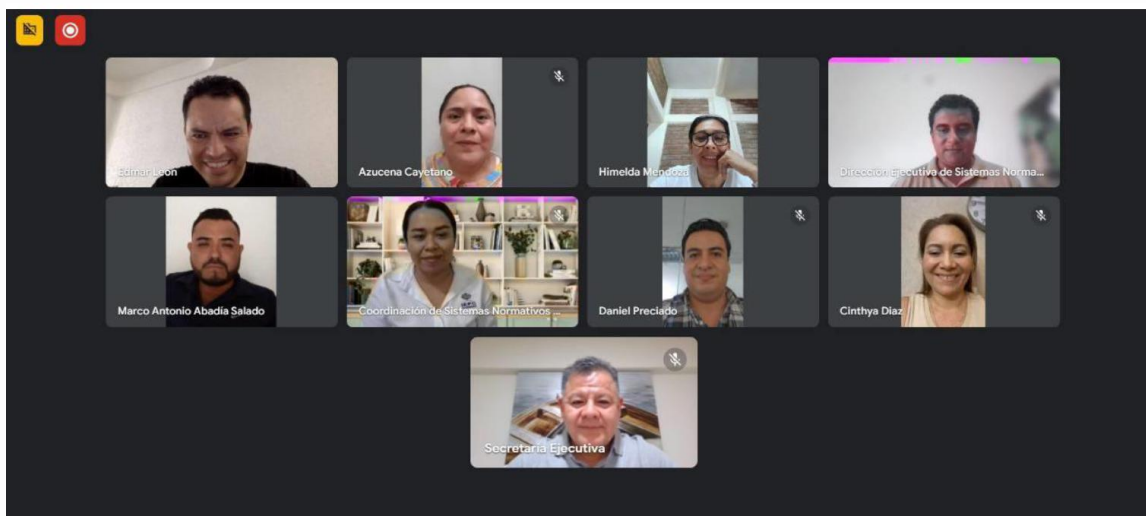 Edmar León
Azucena Cayetano
Himelda Mendoza
Dirección Ejecutiva de Sistemas Norma...
Marco Antonio Abadía Salado
Coordinación de Sistemas Normativos ...
Daniel Preciado
Cinthya Diaz
Secretaría Ejecutiva